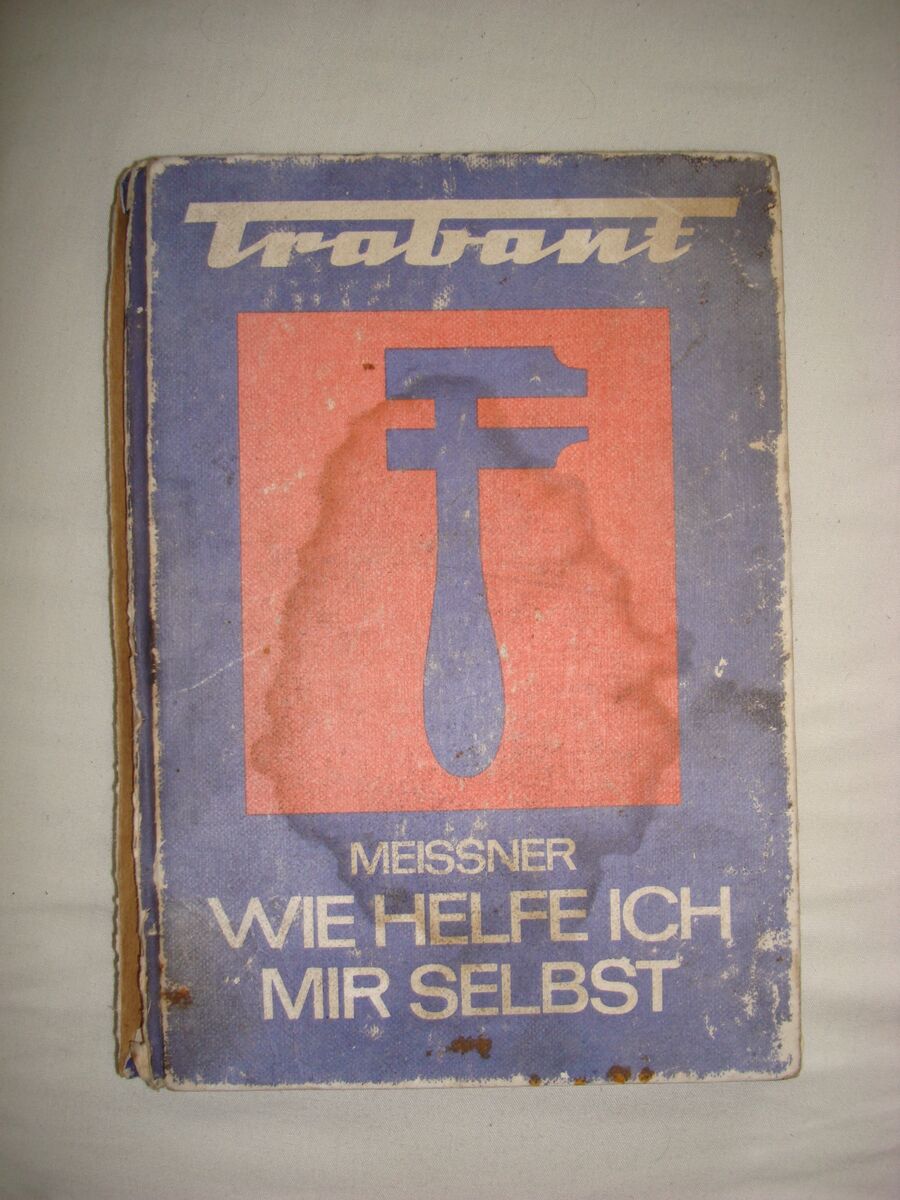 Trabant
MEISSNER
WIE HELFE ICH
MIR SELBST